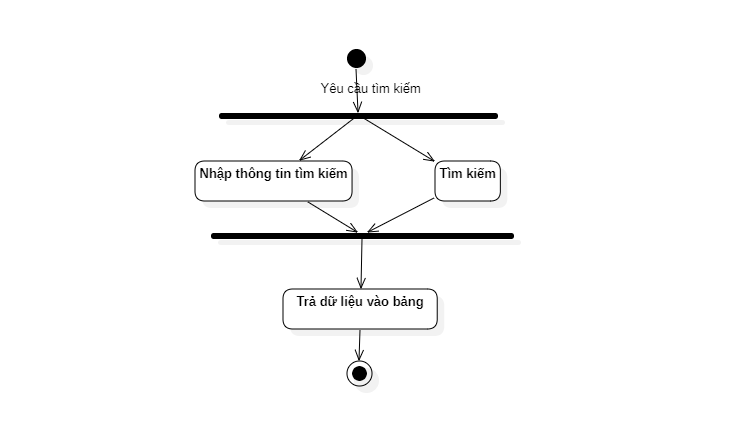 Yêu cầu tìm kiếm
Nhập thông tin tìm kiếm
Tìm kiếm
Trả dữ liệu vào bảng